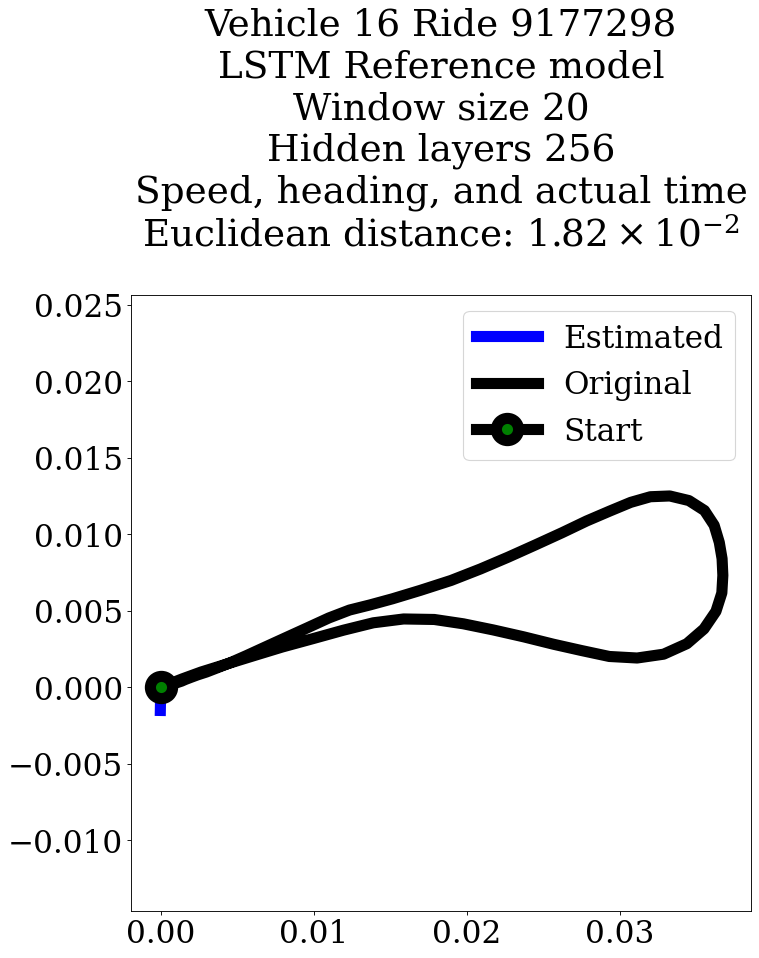 Vehicle 16 Ride 9177298
LSTM Reference model
Window size 20
Hidden layers 256
Speed, heading, and actual time
Euclidean distance: 1.82 × 10⁻²
0.025
0.020
0.015
0.010
0.005
0.000
−0.005
−0.010
Estimated
Original
Start
0.00 0.01 0.02 0.03